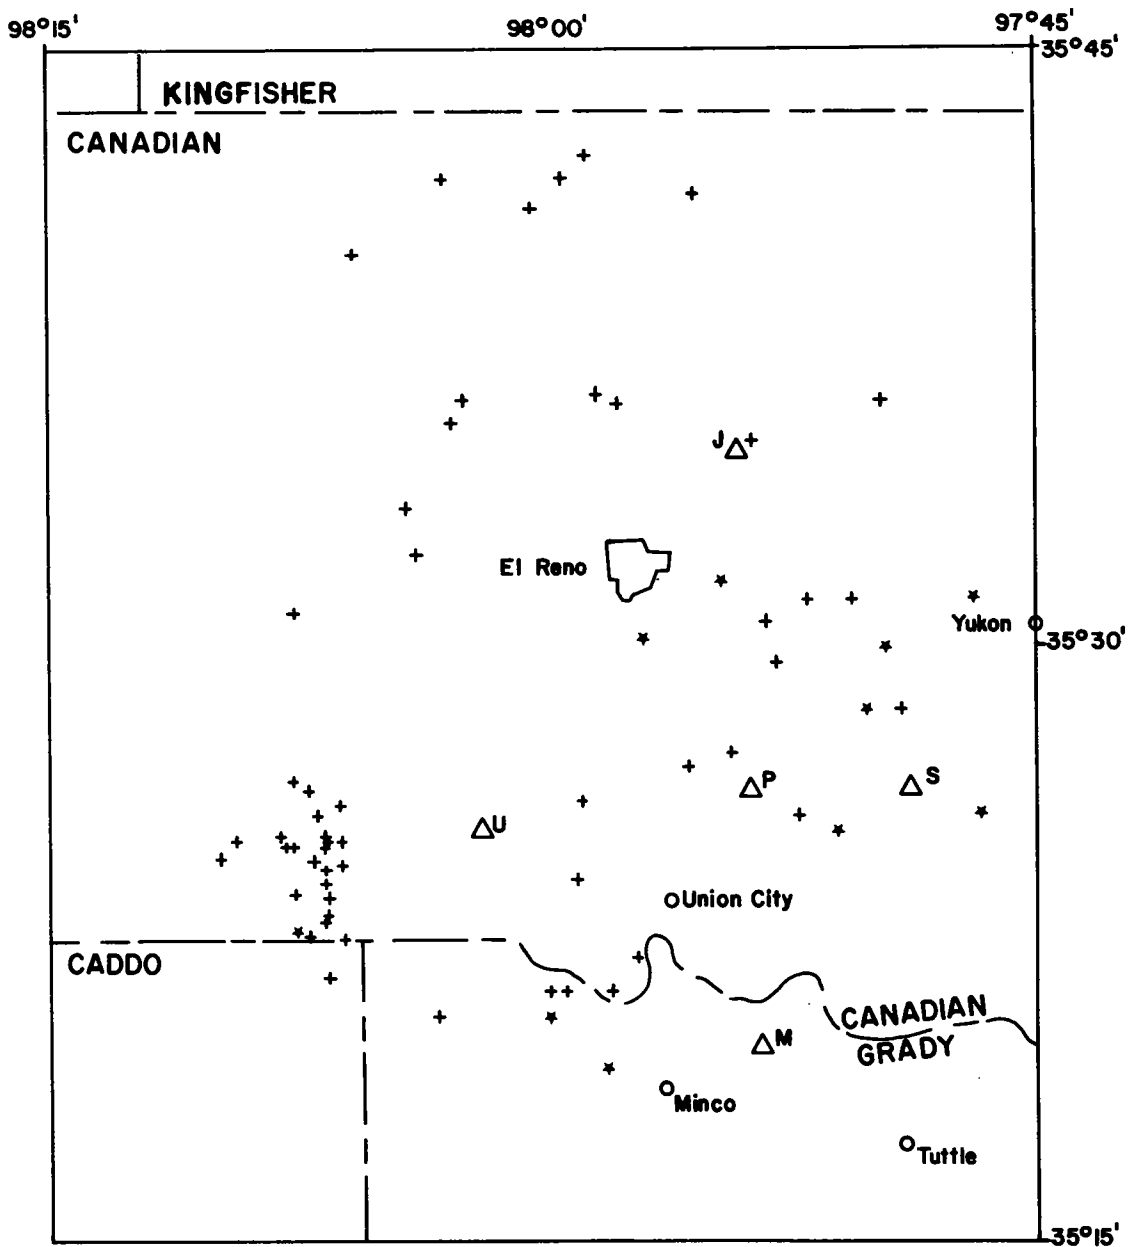 98°15'
98°00'
97°45'
35°45'
KINGFISHER
CANADIAN
J
El Reno
Yukon
35°30'
P
S
U
Union City
CADDO
CANADIAN
GRADY
M
Minco
Tuttle
35°15'